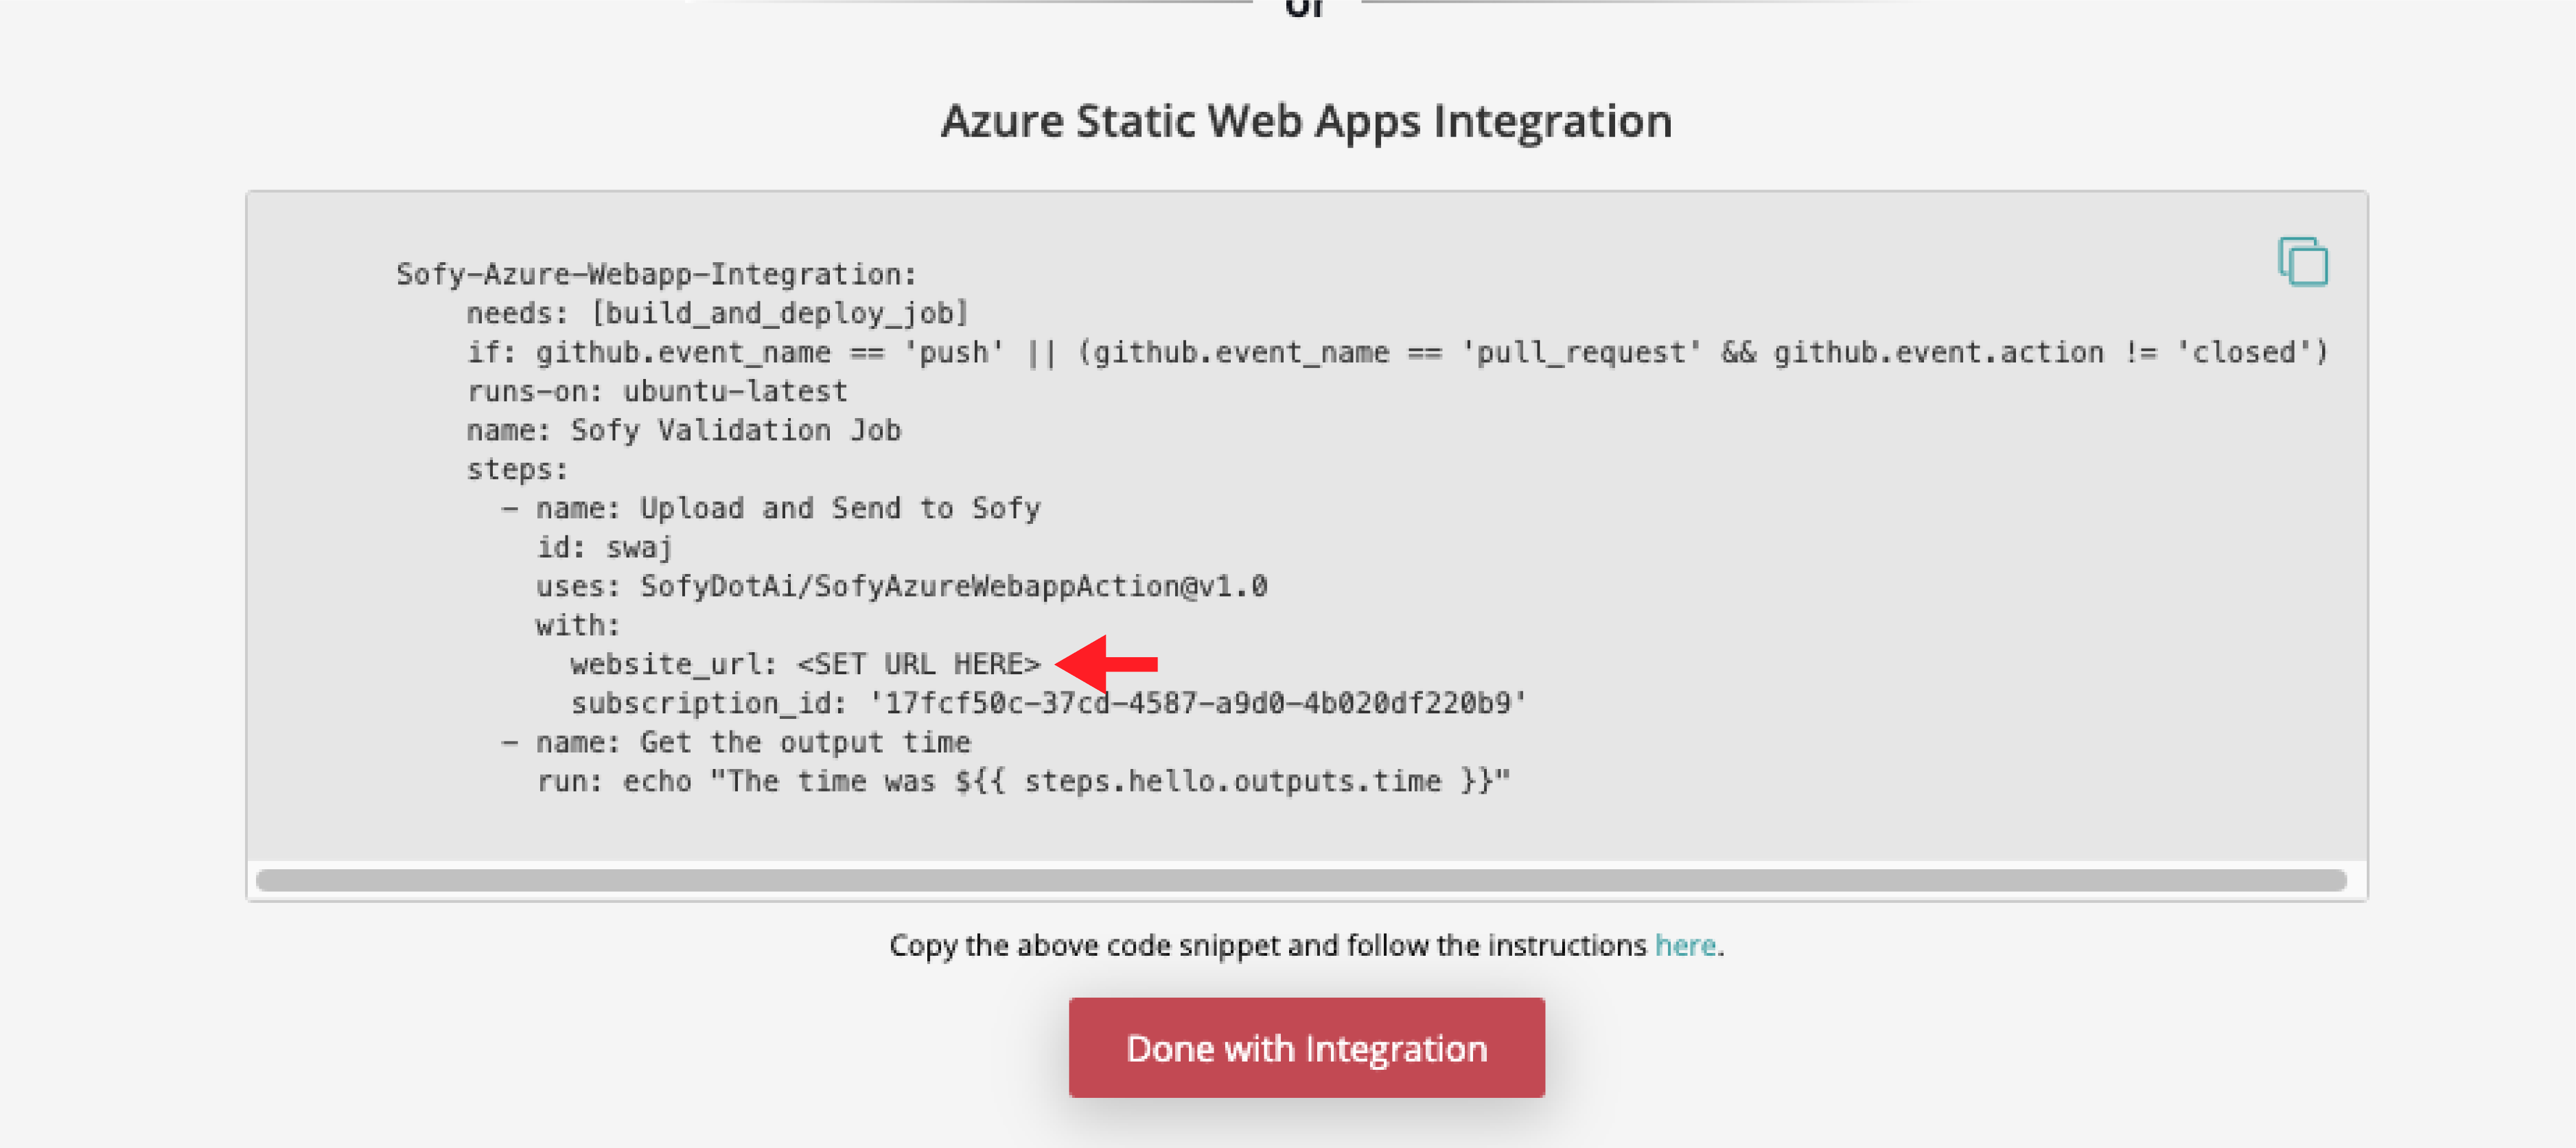 or
Azure Static Web Apps Integration
Sofy-Azure-Webapp-Integration:
needs: [build_and_deploy_job]
if: github.event_name == 'push' || (github.event_name == 'pull_request' && github.event.action != 'closed')
runs-on: ubuntu-latest
name: Sofy Validation Job
steps:
- name: Upload and Send to Sofy
id: swaj
uses: SofyDotAi/SofyAzureWebappAction@v1.0
with:
website_url: <SET URL HERE>
subscription_id: '17fcf50c-37cd-4587-a9d0-4b020df220b9'
- name: Get the output time
run: echo "The time was ${{ steps.hello.outputs.time }}"
Copy the above code snippet and follow the instructions here.
Done with Integration